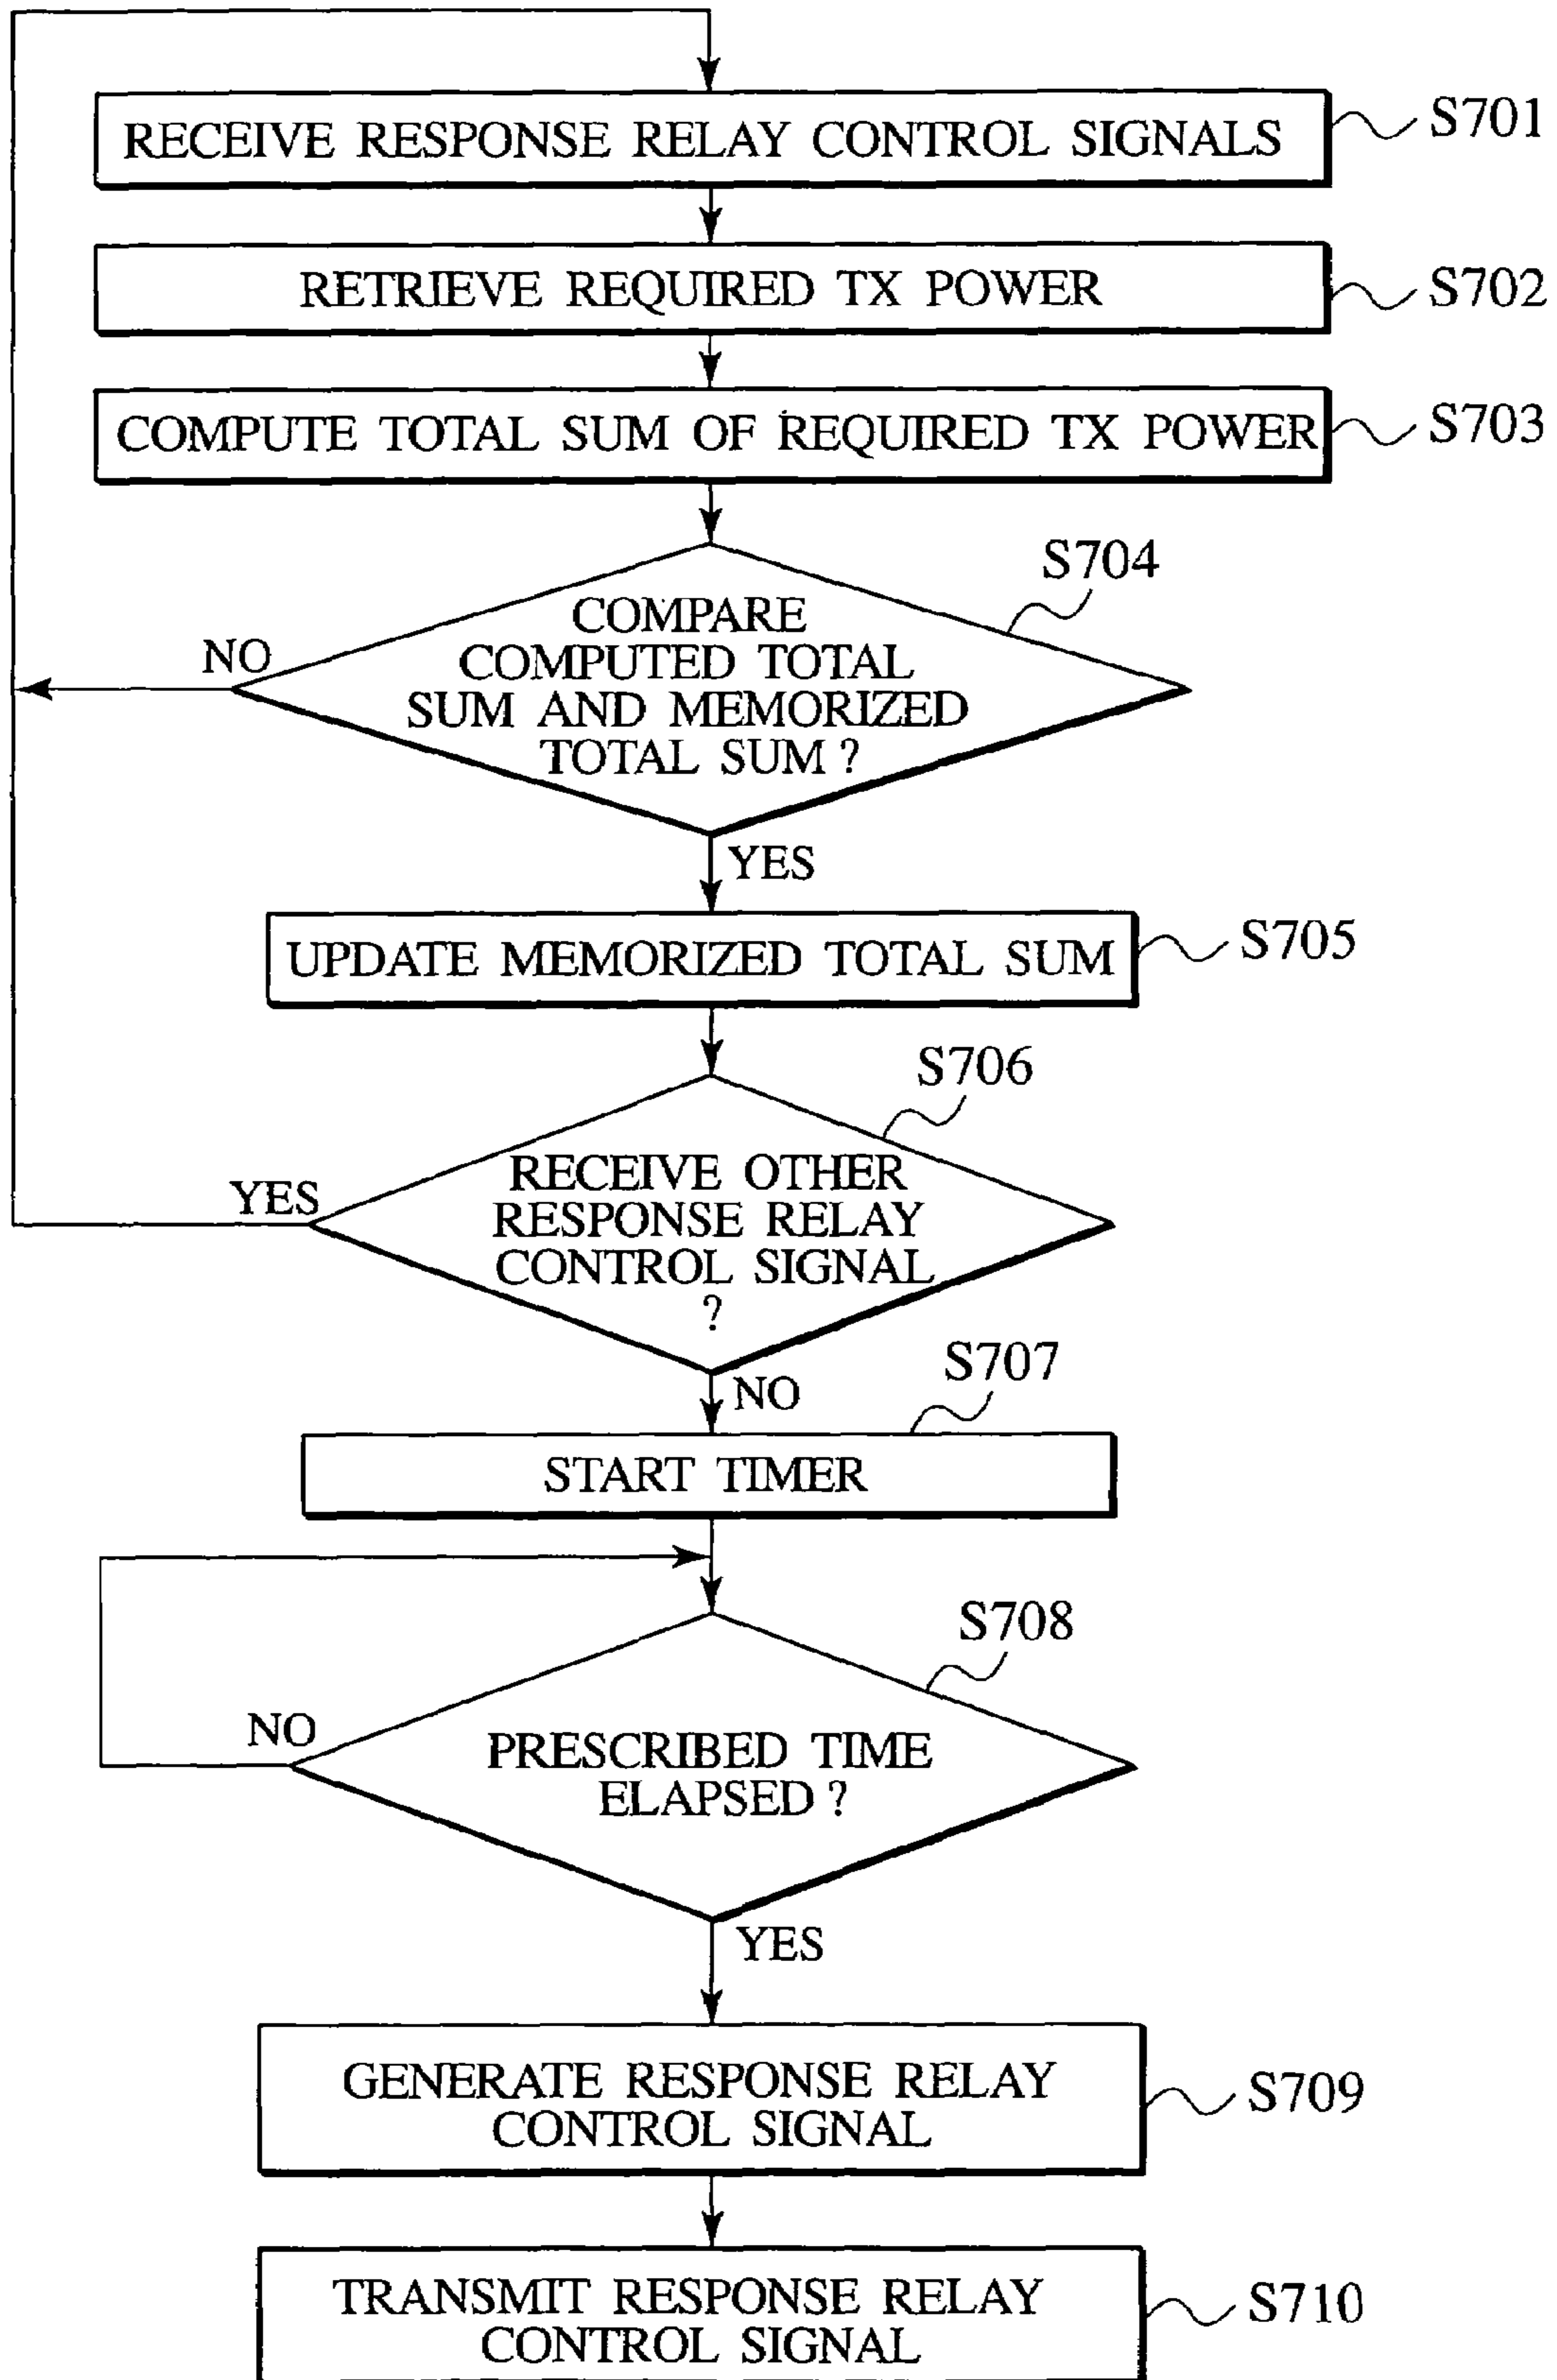 RECEIVE RESPONSE RELAY CONTROL SIGNALS
S701
RETRIEVE REQUIRED TX POWER
S702
COMPUTE TOTAL SUM OF REQUIRED TX POWER
S703
S704
COMPARE
COMPUTED TOTAL
SUM AND MEMORIZED
TOTAL SUM ?
NO
YES
UPDATE MEMORIZED TOTAL SUM
S705
S706
RECEIVE OTHER
RESPONSE RELAY
CONTROL SIGNAL
?
YES
NO
S707
START TIMER
S708
PRESCRIBED TIME
ELAPSED ?
NO
YES
GENERATE RESPONSE RELAY
CONTROL SIGNAL
S709
TRANSMIT RESPONSE RELAY
CONTROL SIGNAL
S710